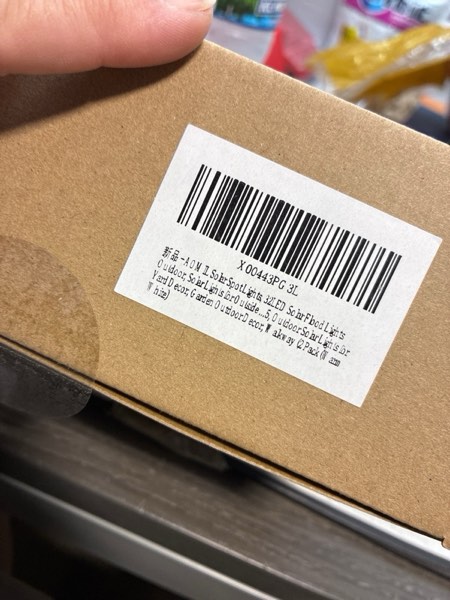 X00443PG3L
新品 - AOMIL Solar Spot Lights, 32LED Solar Flood Lights
Outdoor, Solar Lights for Outside...5, Outdoor Solar Lights for
Yard Decor, Garden Outdoor Decor, Walkway (2 Pack (Warm
White)